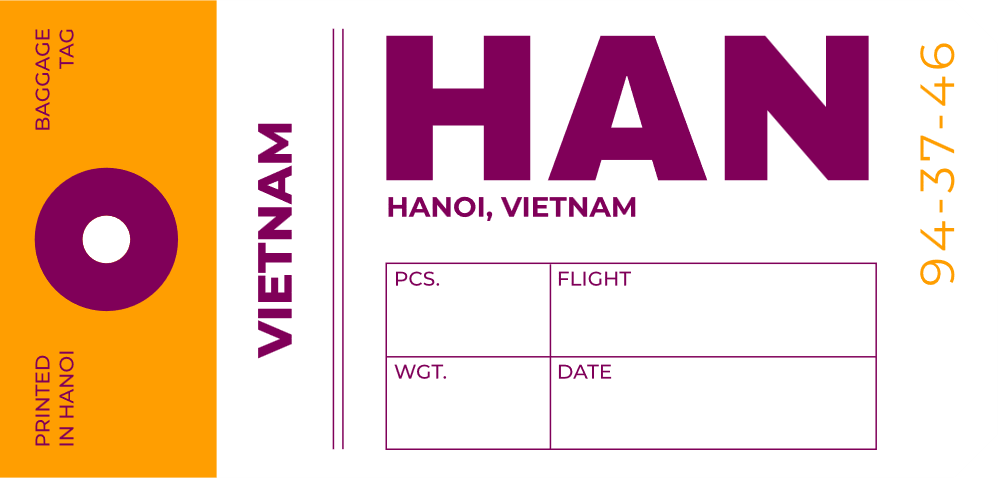 BAGGAGE
TAG
PRINTED
IN HANOI
VIETNAM
HAN
HANOI, VIETNAM
PCS.
FLIGHT
WGT.
DATE
94-37-46